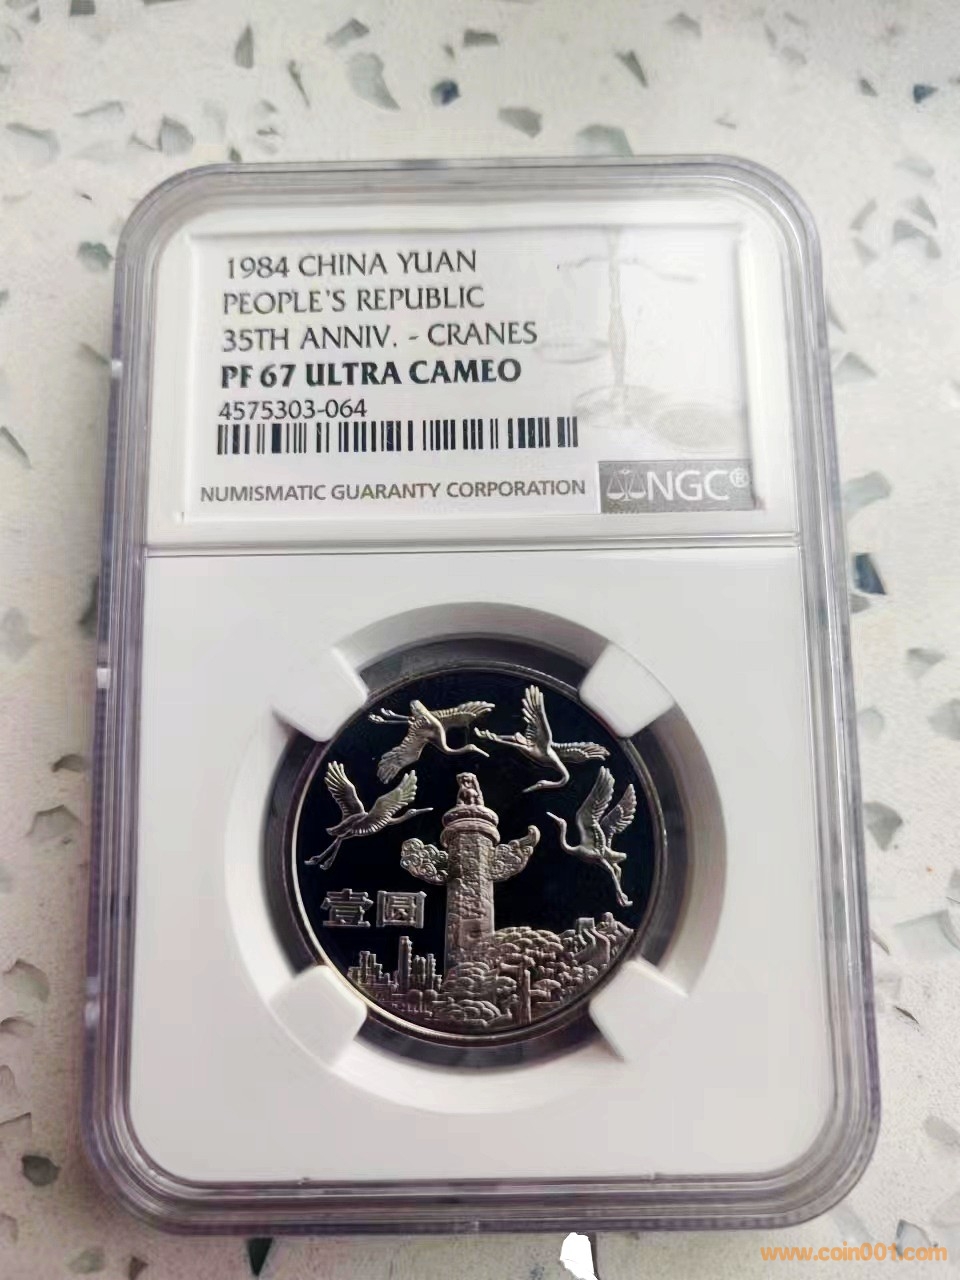 1984 CHINA YUAN
PEOPLE'S REPUBLIC
35TH ANNIV. - CRANES
PF 67 ULTRA CAMEO
4575303-064
NUMISMATIC GUARANTY CORPORATION
NGC®
壹圆
www.coin001.com